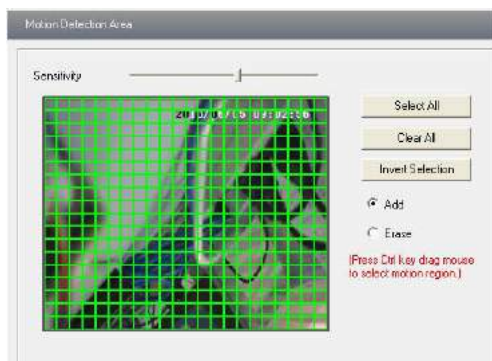 Motion Detection Area
Sensitivity
Select All
Clear All
Invert Selection
Add
Erase
(Press Ctrl key drag mouse
to select motion region.)